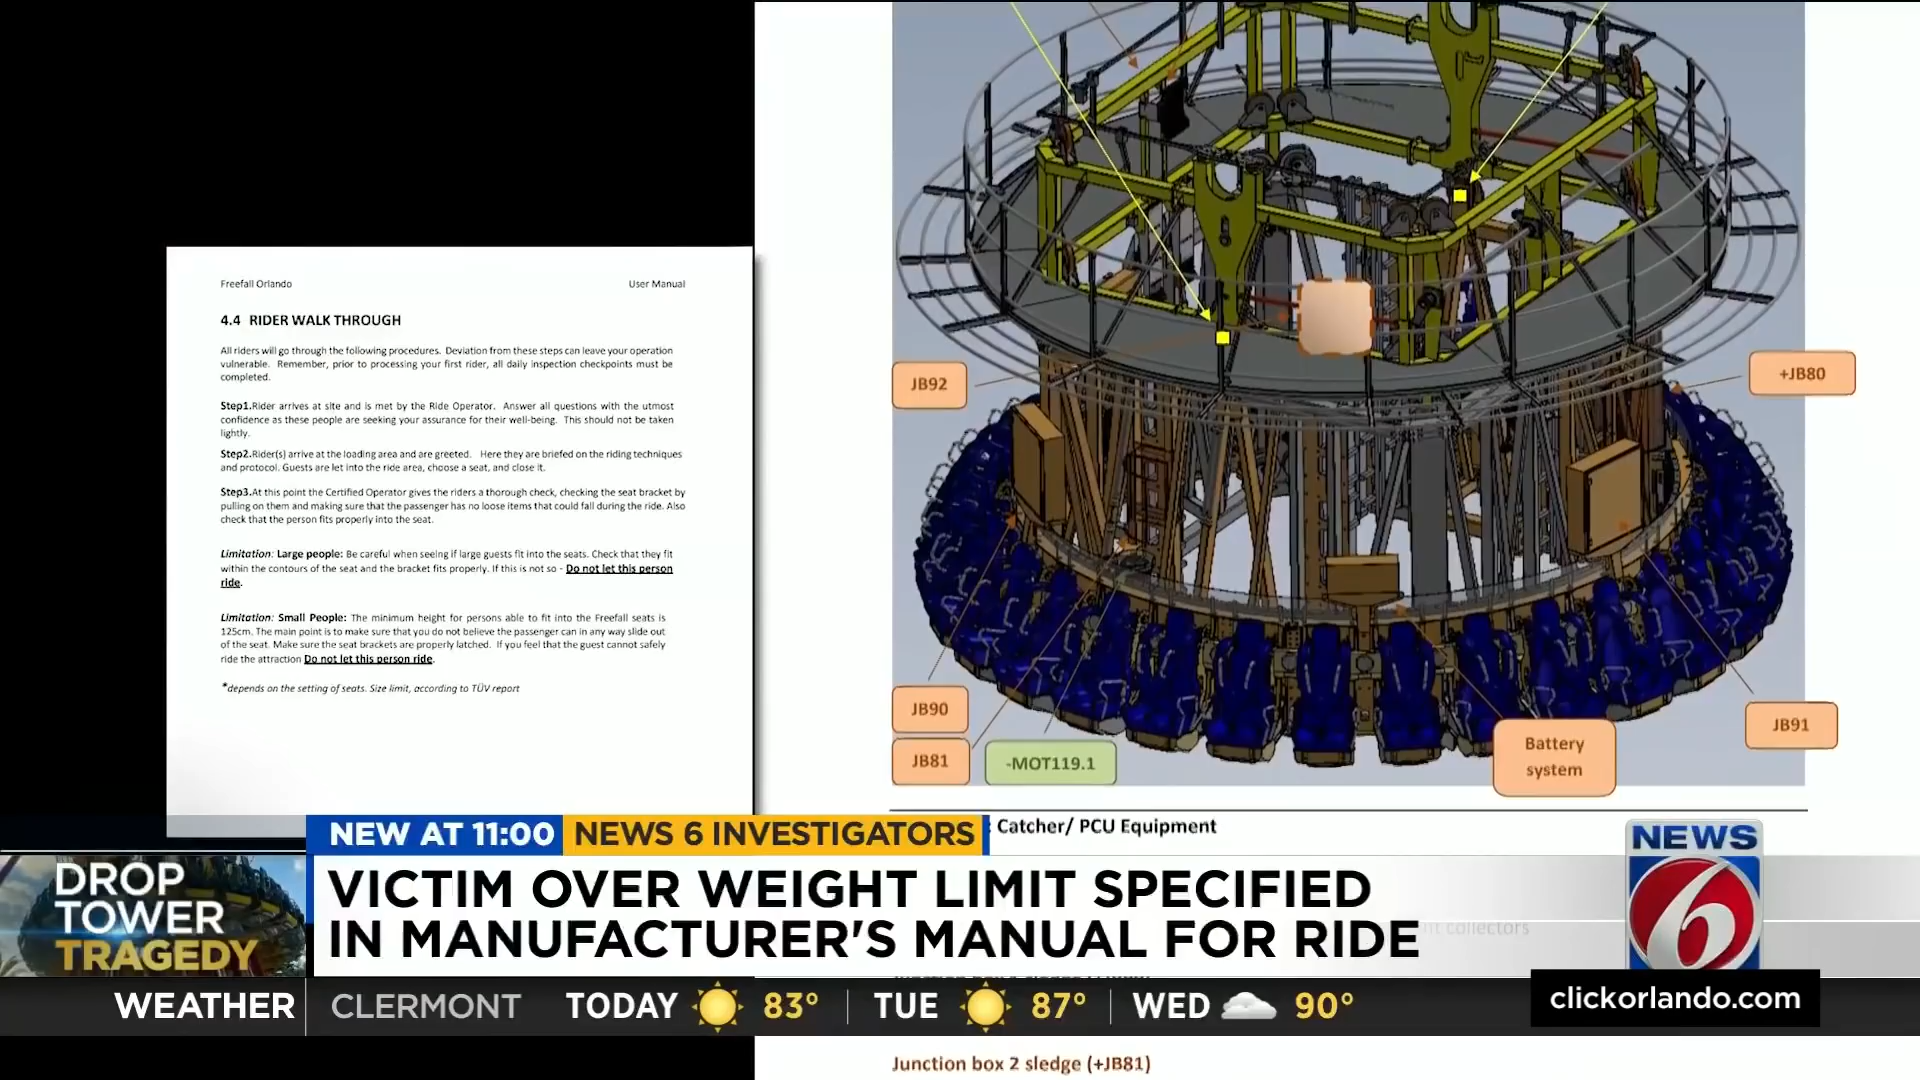 Freefall Orlando
User Manual
4.4 RIDER WALK THROUGH
All riders will go through the following procedures. Deviation from these steps can leave your operation
vulnerable. Remember, prior to processing your first rider, all daily inspection checkpoints must be
completed.
Step1.Rider arrives at site and is met by the Ride Operator. Answer all questions with the utmost
confidence as these people are seeking your assurance for their well-being. This should not be taken
lightly.
Step2.Rider(s) arrive at the loading area and are greeted. Here they are briefed on the riding techniques
and protocol. Guests are let into the ride area, choose a seat, and close it.
Step3.At this point the Certified Operator gives the riders a thorough check, checking the seat bracket by
pulling on them and making sure that the passenger has no loose items that could fall during the ride. Also
check that the person fits properly into the seat.
Limitation: Large people: Be careful when seeing if large guests fit into the seats. Check that they fit
within the contours of the seat and the bracket fits properly. If this is not so - Do not let this person
ride.
Limitation: Small People: The minimum height for persons able to fit into the Freefall seats is
125cm. The main point is to make sure that you do not believe the passenger can in any way slide out
of the seat. Make sure the seat brackets are properly latched. If you feel that the guest cannot safely
ride the attraction Do not let this person ride.
*depends on the setting of seats. Size limit, according to TÜV report
JB92
+JB80
JB90
JB81
-MOT119.1
Battery
system
JB91
: Catcher/ PCU Equipment
NEW AT 11:00
NEWS 6 INVESTIGATORS
DROP
TOWER
TRAGEDY
VICTIM OVER WEIGHT LIMIT SPECIFIED
IN MANUFACTURER'S MANUAL FOR RIDE
collectors
NEWS
6
WEATHER
CLERMONT
TODAY 83°
TUE 87°
WED 90°
clickorlando.com
Junction box 2 sledge (+JB81)